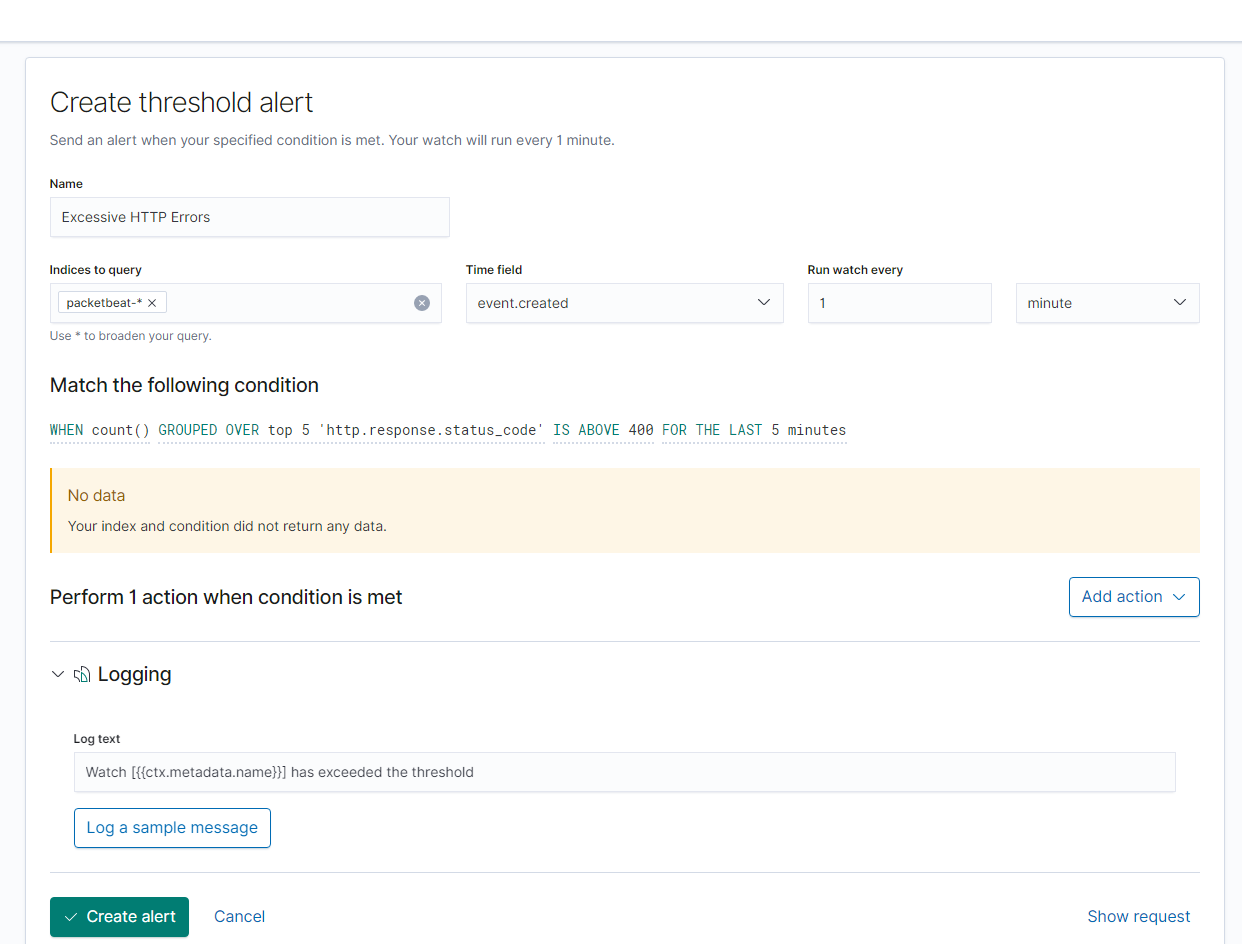 Create threshold alert
Send an alert when your specified condition is met. Your watch will run every 1 minute.
Name
Excessive HTTP Errors
Indices to query Time field Run watch every
packetbeat-* event.created 1 minute
Use * to broaden your query.
Match the following condition
WHEN count() GROUPED OVER top 5 'http.response.status_code' IS ABOVE 400 FOR THE LAST 5 minutes
No data
Your index and condition did not return any data.
Perform 1 action when condition is met Add action
Logging
Log text
Watch [{{ctx.metadata.name}}] has exceeded the threshold
Log a sample message
Create alert Cancel Show request